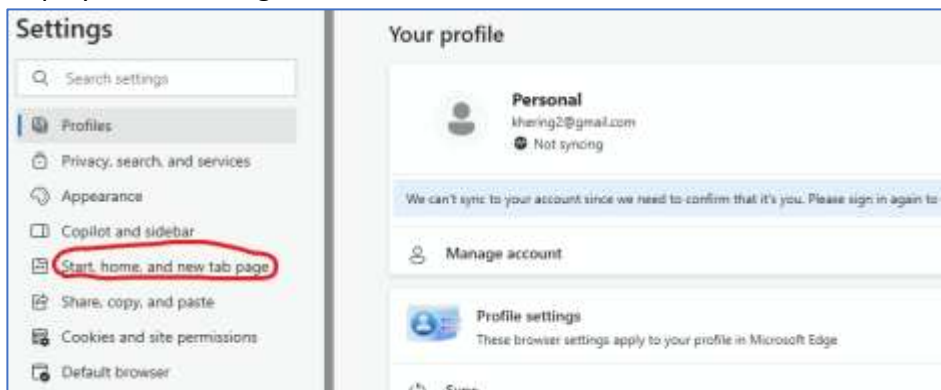 Settings
Search settings
Profiles
Privacy, search, and services
Appearance
Copilot and sidebar
Start, home, and new tab page
Share, copy, and paste
Cookies and site permissions
Default browser
Your profile
Personal
khering2@gmail.com
Not syncing
We can't sync to your account since we need to confirm that it's you. Please sign in again to
Manage account
Profile settings
These browser settings apply to your profile in Microsoft Edge
Sync